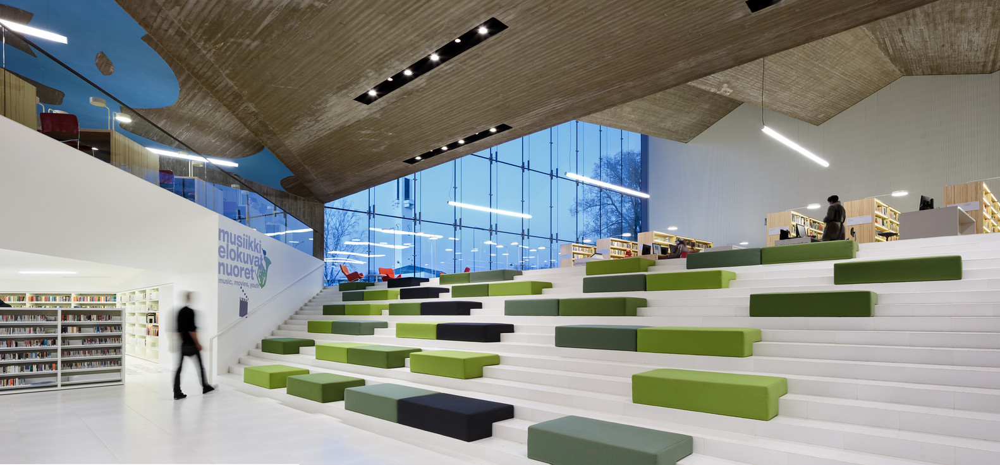 musiikki
elokuvat
nuoret
music, movies, youth